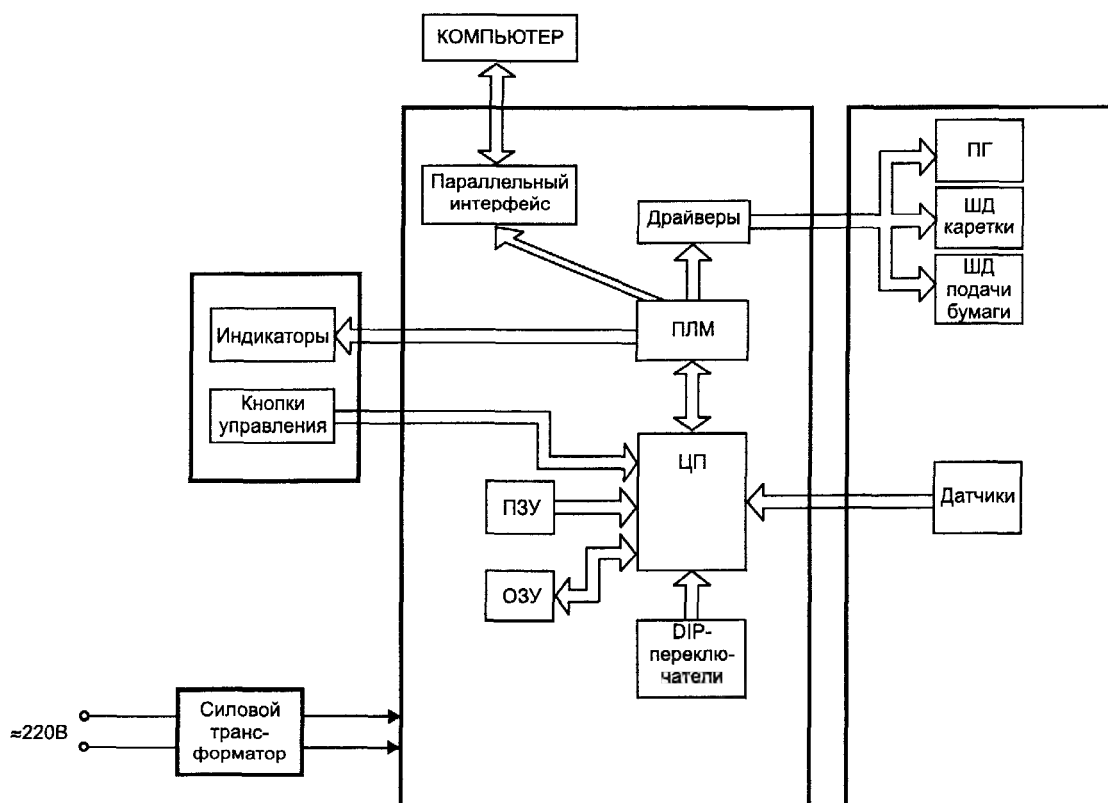 КОМПЬЮТЕР
Параллельный
интерфейс
Драйверы
ПГ
ШД
каретки
ШД
подачи
бумаги
Индикаторы
ПЛМ
Кнопки
управления
ЦП
ПЗУ
Датчики
ОЗУ
DIP-
переклю-
чатели
≈220В
Силовой
транс-
форматор